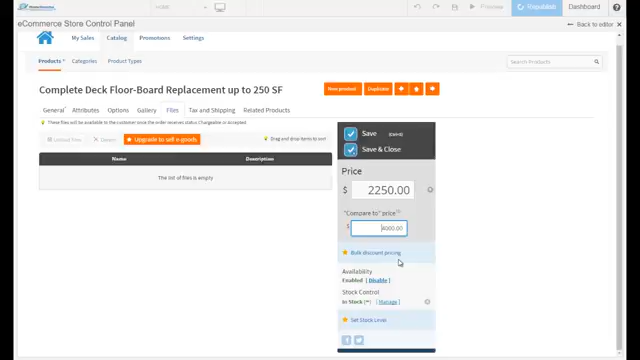 HOME
Preview
Republish
Dashboard
eCommerce Store Control Panel
Back to editor
My Sales Catalog Promotions Settings
Products Categories Product Types
Search Products
Complete Deck Floor-Board Replacement up to 250 SF
New product Duplicate
General Attributes Options Gallery Files Tax and Shipping Related Products
These files will be available to the customer once the order receives status Chargeable or Accepted.
Upload files Delete Upgrade to sell e-goods Drag and drop items to sort
Name Description
The list of files is empty
Save (Ctrl+S)
Save & Close
Price
$ 2250.00
"Compare to" price
$ 4000.00
Bulk discount pricing
Availability
Enabled [ Disable ]
Stock Control
In Stock (∞) [ Manage ]
Set Stock Limit